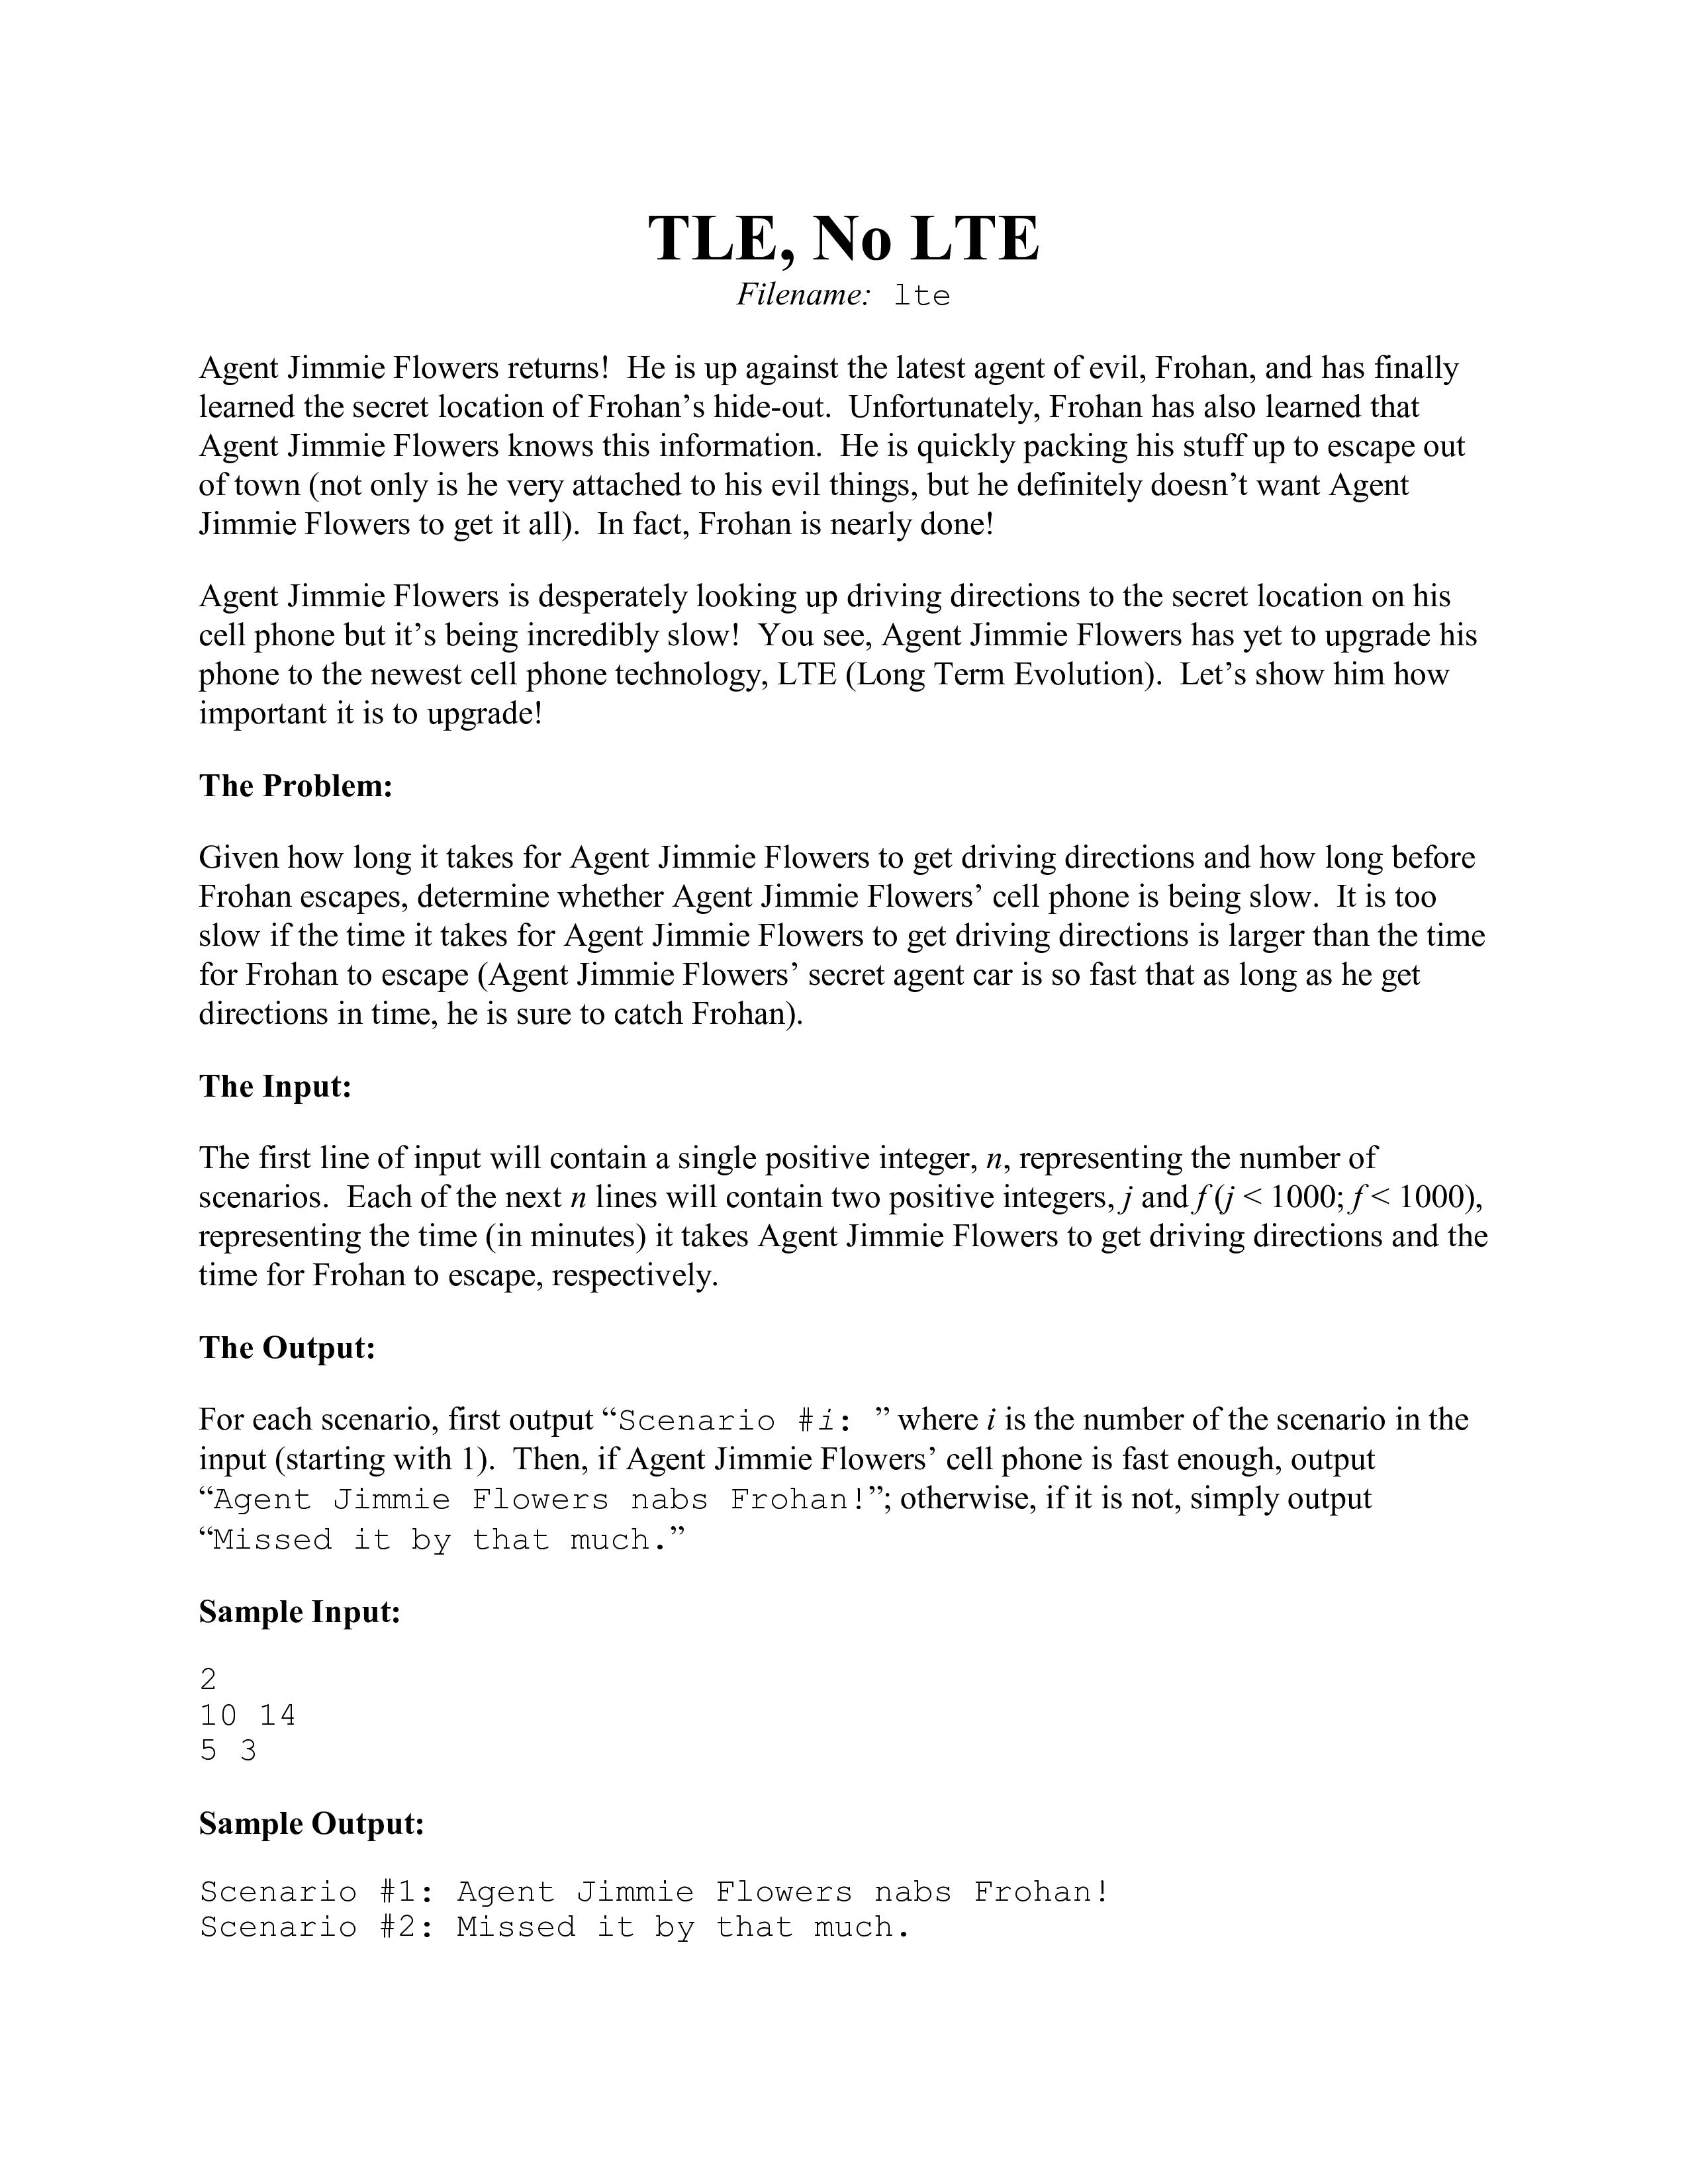 TLE, No LTE
Filename: lte
Agent Jimmie Flowers returns!  He is up against the latest agent of evil, Frohan, and has finally
learned the secret location of Frohan’s hide-out.  Unfortunately, Frohan has also learned that
Agent Jimmie Flowers knows this information.  He is quickly packing his stuff up to escape out
of town (not only is he very attached to his evil things, but he definitely doesn’t want Agent
Jimmie Flowers to get it all).  In fact, Frohan is nearly done!
Agent Jimmie Flowers is desperately looking up driving directions to the secret location on his
cell phone but it’s being incredibly slow!  You see, Agent Jimmie Flowers has yet to upgrade his
phone to the newest cell phone technology, LTE (Long Term Evolution).  Let’s show him how
important it is to upgrade!
The Problem:
Given how long it takes for Agent Jimmie Flowers to get driving directions and how long before
Frohan escapes, determine whether Agent Jimmie Flowers’ cell phone is being slow.  It is too
slow if the time it takes for Agent Jimmie Flowers to get driving directions is larger than the time
for Frohan to escape (Agent Jimmie Flowers’ secret agent car is so fast that as long as he get
directions in time, he is sure to catch Frohan).
The Input:
The first line of input will contain a single positive integer, n, representing the number of
scenarios.  Each of the next n lines will contain two positive integers, j and f (j < 1000; f < 1000),
representing the time (in minutes) it takes Agent Jimmie Flowers to get driving directions and the
time for Frohan to escape, respectively.
The Output:
For each scenario, first output “Scenario #i: ” where i is the number of the scenario in the
input (starting with 1).  Then, if Agent Jimmie Flowers’ cell phone is fast enough, output
“Agent Jimmie Flowers nabs Frohan!”; otherwise, if it is not, simply output
“Missed it by that much.”
Sample Input:
2
10 14
5 3
Sample Output:
Scenario #1: Agent Jimmie Flowers nabs Frohan!
Scenario #2: Missed it by that much.